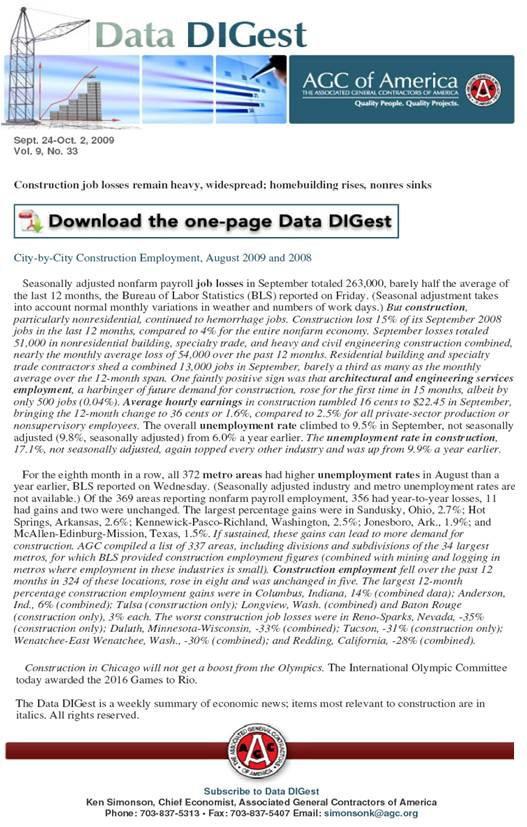 Data DIGest
AGC of America
THE ASSOCIATED GENERAL CONTRACTORS OF AMERICA
Quality People. Quality Projects.
Sept. 24-Oct. 2, 2009
Vol. 9, No. 33
Construction job losses remain heavy, widespread; homebuilding rises, nonres sinks
Download the one-page Data DIGest
City-by-City Construction Employment, August 2009 and 2008
Seasonally adjusted nonfarm payroll job losses in September totaled 263,000, barely half the average of
the last 12 months, the Bureau of Labor Statistics (BLS) reported on Friday. (Seasonal adjustment takes
into account normal monthly variations in weather and numbers of work days.) But construction,
particularly nonresidential, continued to hemorrhage jobs. Construction lost 15% of its September 2008
jobs in the last 12 months, compared to 4% for the entire nonfarm economy. September losses totaled
51,000 in nonresidential building, specialty trade, and heavy and civil engineering construction combined,
nearly the monthly average loss of 54,000 over the past 12 months. Residential building and specialty
trade contractors shed a combined 13,000 jobs in September, barely a third as many as the monthly
average over the 12-month span. One faintly positive sign was that architectural and engineering services
employment, a harbinger of future demand for construction, rose for the first time in 15 months, albeit by
only 500 jobs (0.04%). Average hourly earnings in construction tumbled 16 cents to $22.45 in September,
bringing the 12-month change to 36 cents or 1.6%, compared to 2.5% for all private-sector production or
nonsupervisory employees. The overall unemployment rate climbed to 9.5% in September, not seasonally
adjusted (9.8%, seasonally adjusted) from 6.0% a year earlier. The unemployment rate in construction,
17.1%, not seasonally adjusted, again topped every other industry and was up from 9.9% a year earlier.
For the eighth month in a row, all 372 metro areas had higher unemployment rates in August than a
year earlier, BLS reported on Wednesday. (Seasonally adjusted industry and metro unemployment rates are
not available.) Of the 369 areas reporting nonfarm payroll employment, 356 had year-to-year losses, 11
had gains and two were unchanged. The largest percentage gains were in Sandusky, Ohio, 2.7%; Hot
Springs, Arkansas, 2.6%; Kennewick-Pasco-Richland, Washington, 2.5%; Jonesboro, Ark., 1.9%; and
McAllen-Edinburg-Mission, Texas, 1.5%. If sustained, these gains can lead to more demand for
construction. AGC compiled a list of 337 areas, including divisions and subdivisions of the 34 largest
metros, for which BLS provided construction employment figures (combined with mining and logging in
metros where employment in these industries is small). Construction employment fell over the past 12
months in 324 of these locations, rose in eight and was unchanged in five. The largest 12-month
percentage construction employment gains were in Columbus, Indiana, 14% (combined data); Anderson,
Ind., 6% (combined); Tulsa (construction only); Longview, Wash. (combined) and Baton Rouge
(construction only), 3% each. The worst construction job losses were in Reno-Sparks, Nevada, -35%
(construction only); Duluth, Minnesota-Wisconsin, -33% (combined); Tucson, -31% (construction only);
Wenatchee-East Wenatchee, Wash., -30% (combined); and Redding, California, -28% (combined).
Construction in Chicago will not get a boost from the Olympics. The International Olympic Committee
today awarded the 2016 Games to Rio.
The Data DIGest is a weekly summary of economic news; items most relevant to construction are in
italics. All rights reserved.
THE ASSOCIATED GENERAL CONTRACTORS
AGC
OF AMERICA
Subscribe to Data DIGest
Ken Simonson, Chief Economist, Associated General Contractors of America
Phone: 703-837-5313 • Fax: 703-837-5407 Email: simonsonk@agc.org